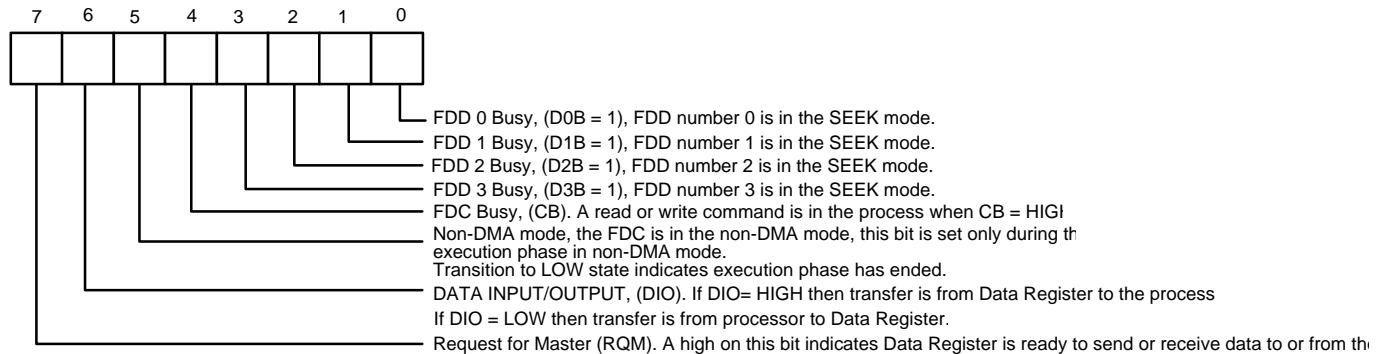 7 6 5 4 3 2 1 0
FDD 0 Busy, (D0B = 1), FDD number 0 is in the SEEK mode.
FDD 1 Busy, (D1B = 1), FDD number 1 is in the SEEK mode.
FDD 2 Busy, (D2B = 1), FDD number 2 is in the SEEK mode.
FDD 3 Busy, (D3B = 1), FDD number 3 is in the SEEK mode.
FDC Busy, (CB). A read or write command is in the process when CB =
Non-DMA mode, the FDC is in the non-DMA mode, this bit is set only during
execution phase in non-DMA mode.
Transition to LOW state indicates execution phase has ended.
DATA INPUT/OUTPUT, (DIO). If DIO= HIGH then transfer is from Data Register to the process
If DIO = LOW then transfer is from processor to Data Register.
Request for Master (RQM). A high on this bit indicates Data Register is ready to send or receive data to or from